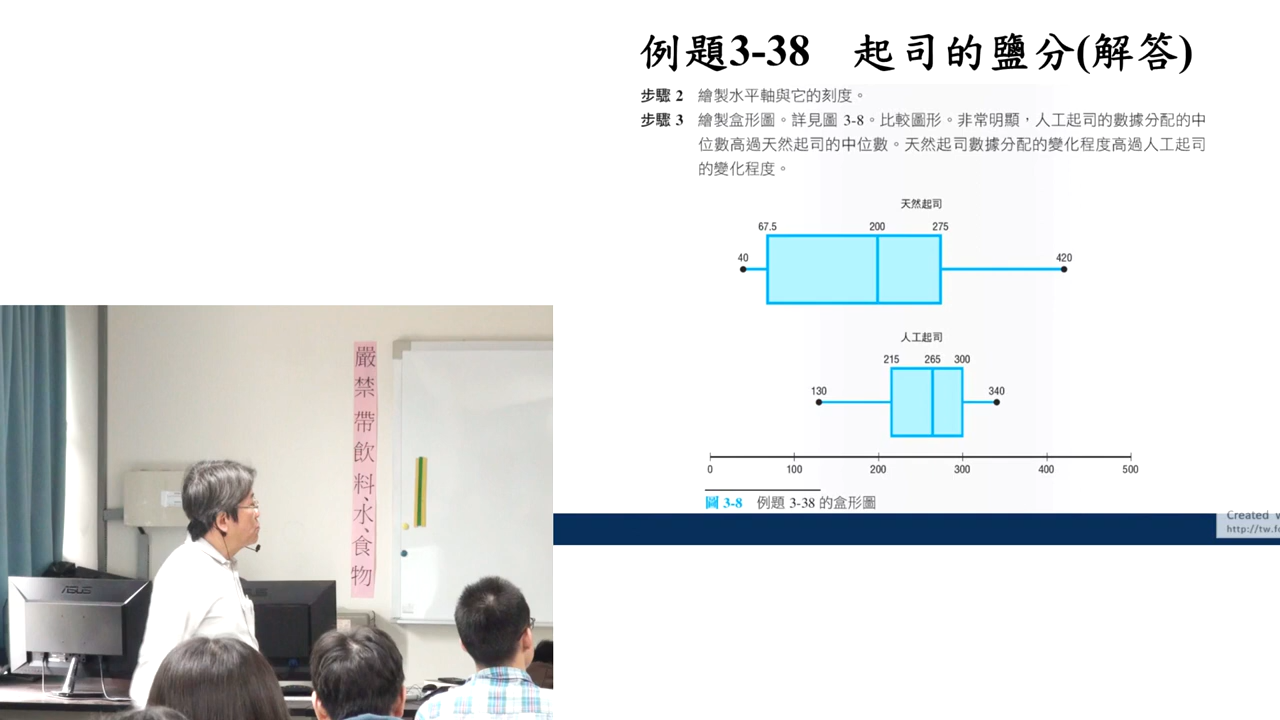 例題3-38 起司的鹽分(解答)
步驟 2 繪製水平軸與它的刻度。
步驟 3 繪製盒形圖。詳見圖 3-8。比較圖形。非常明顯，人工起司的數據分配的中
位數高過天然起司的中位數。天然起司數據分配的變化程度高過人工起司
的變化程度。
天然起司
67.5 200 275
40 420
人工起司
215 265 300
130 340
0 100 200 300 400 500
圖 3-8 例題 3-38 的盒形圖
Created
http://tw.
嚴禁帶飲料、水、食物
ASUS